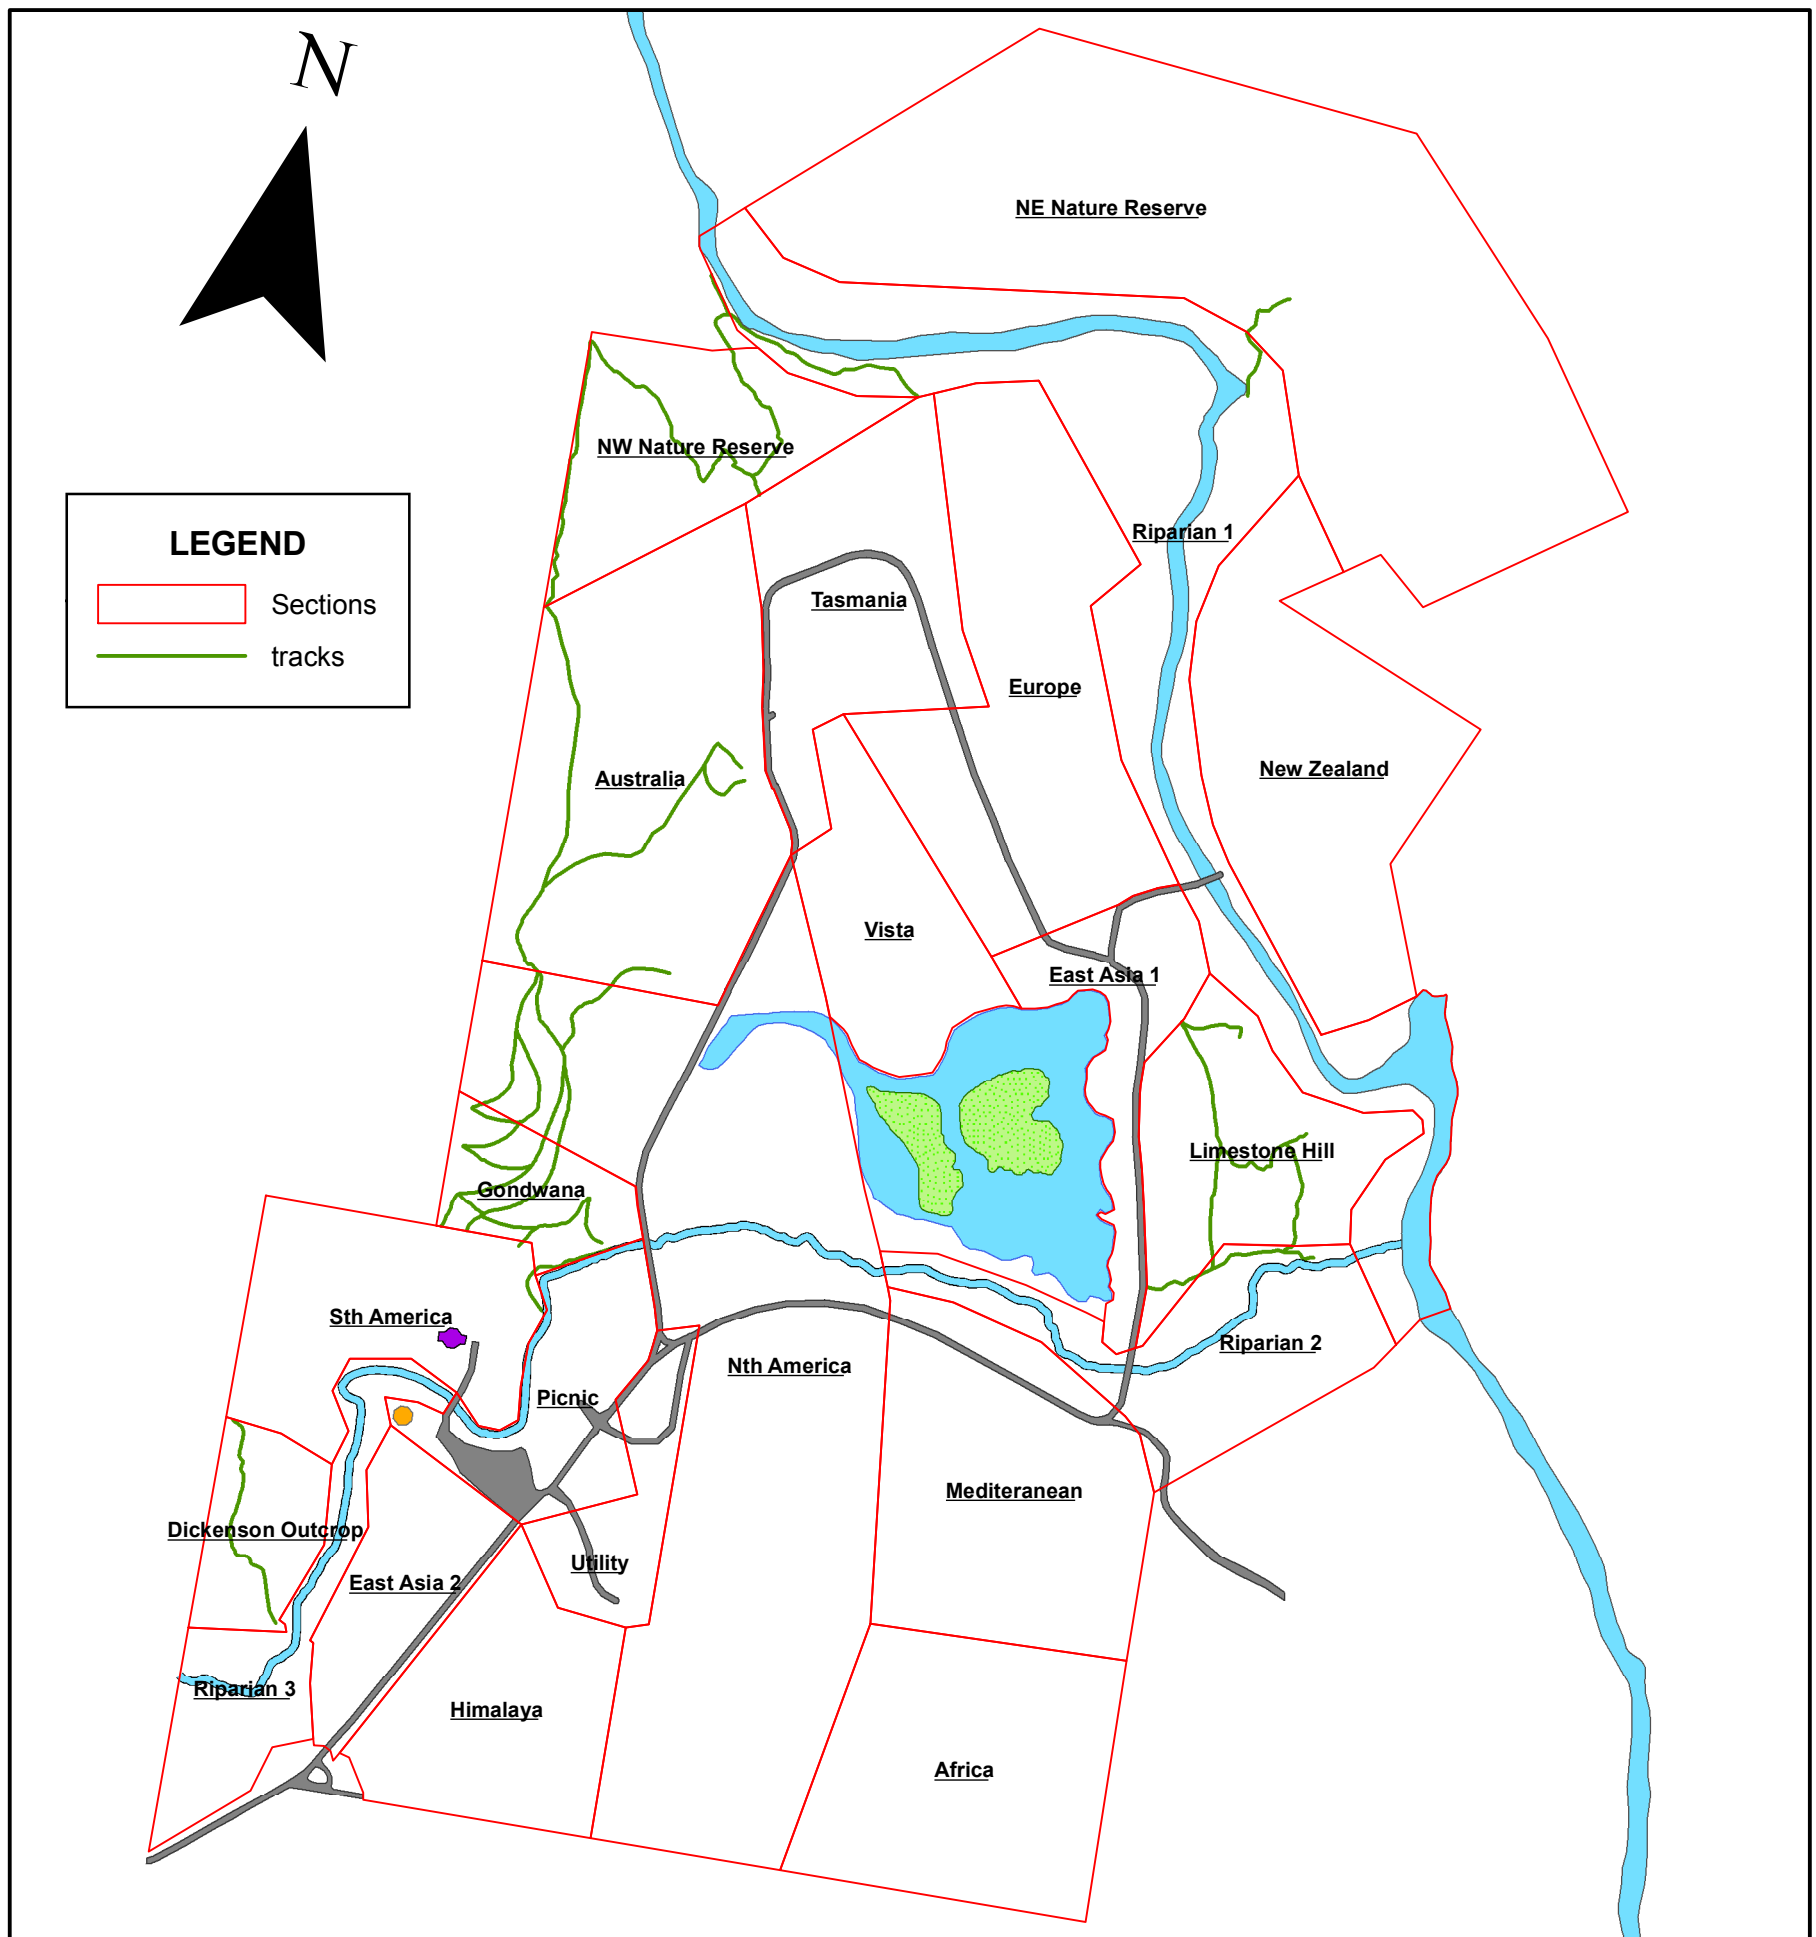 N
NE Nature Reserve
NW Nature Reserve
LEGEND
Sections
tracks
Riparian 1
Tasmania
Europe
New Zealand
Australia
Vista
East Asia 1
Limestone Hill
Gondwana
Sth America
Riparian 2
Nth America
Picnic
Mediteranean
Dickenson Outcrop
Utility
East Asia 2
Riparian 3
Himalaya
Africa